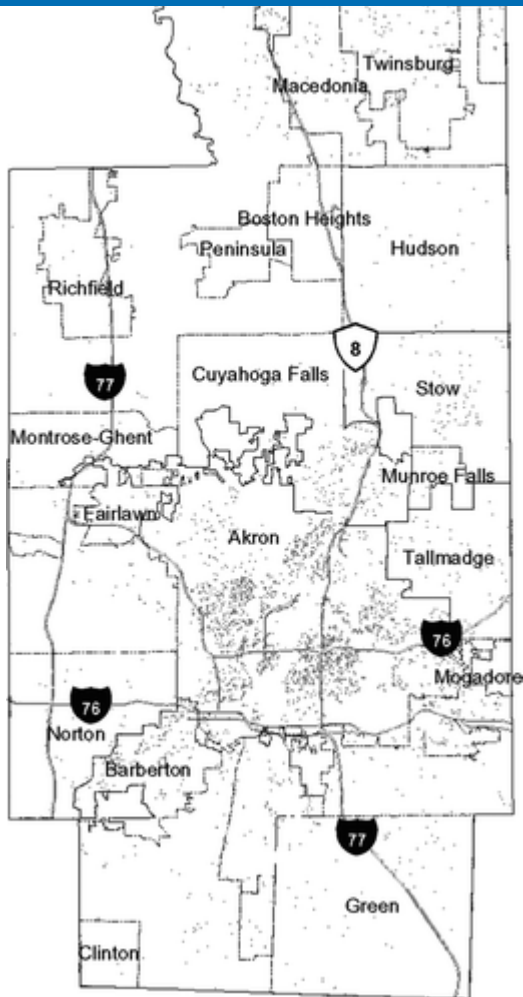 Twinsburg
Macedonia
Boston Heights
Peninsula
Hudson
Richfield
8
77
Cuyahoga Falls
Stow
Montrose-Ghent
Munroe Falls
Fairlawn
Akron
Tallmadge
76
Mogadore
76
Norton
Barberton
77
Green
Clinton